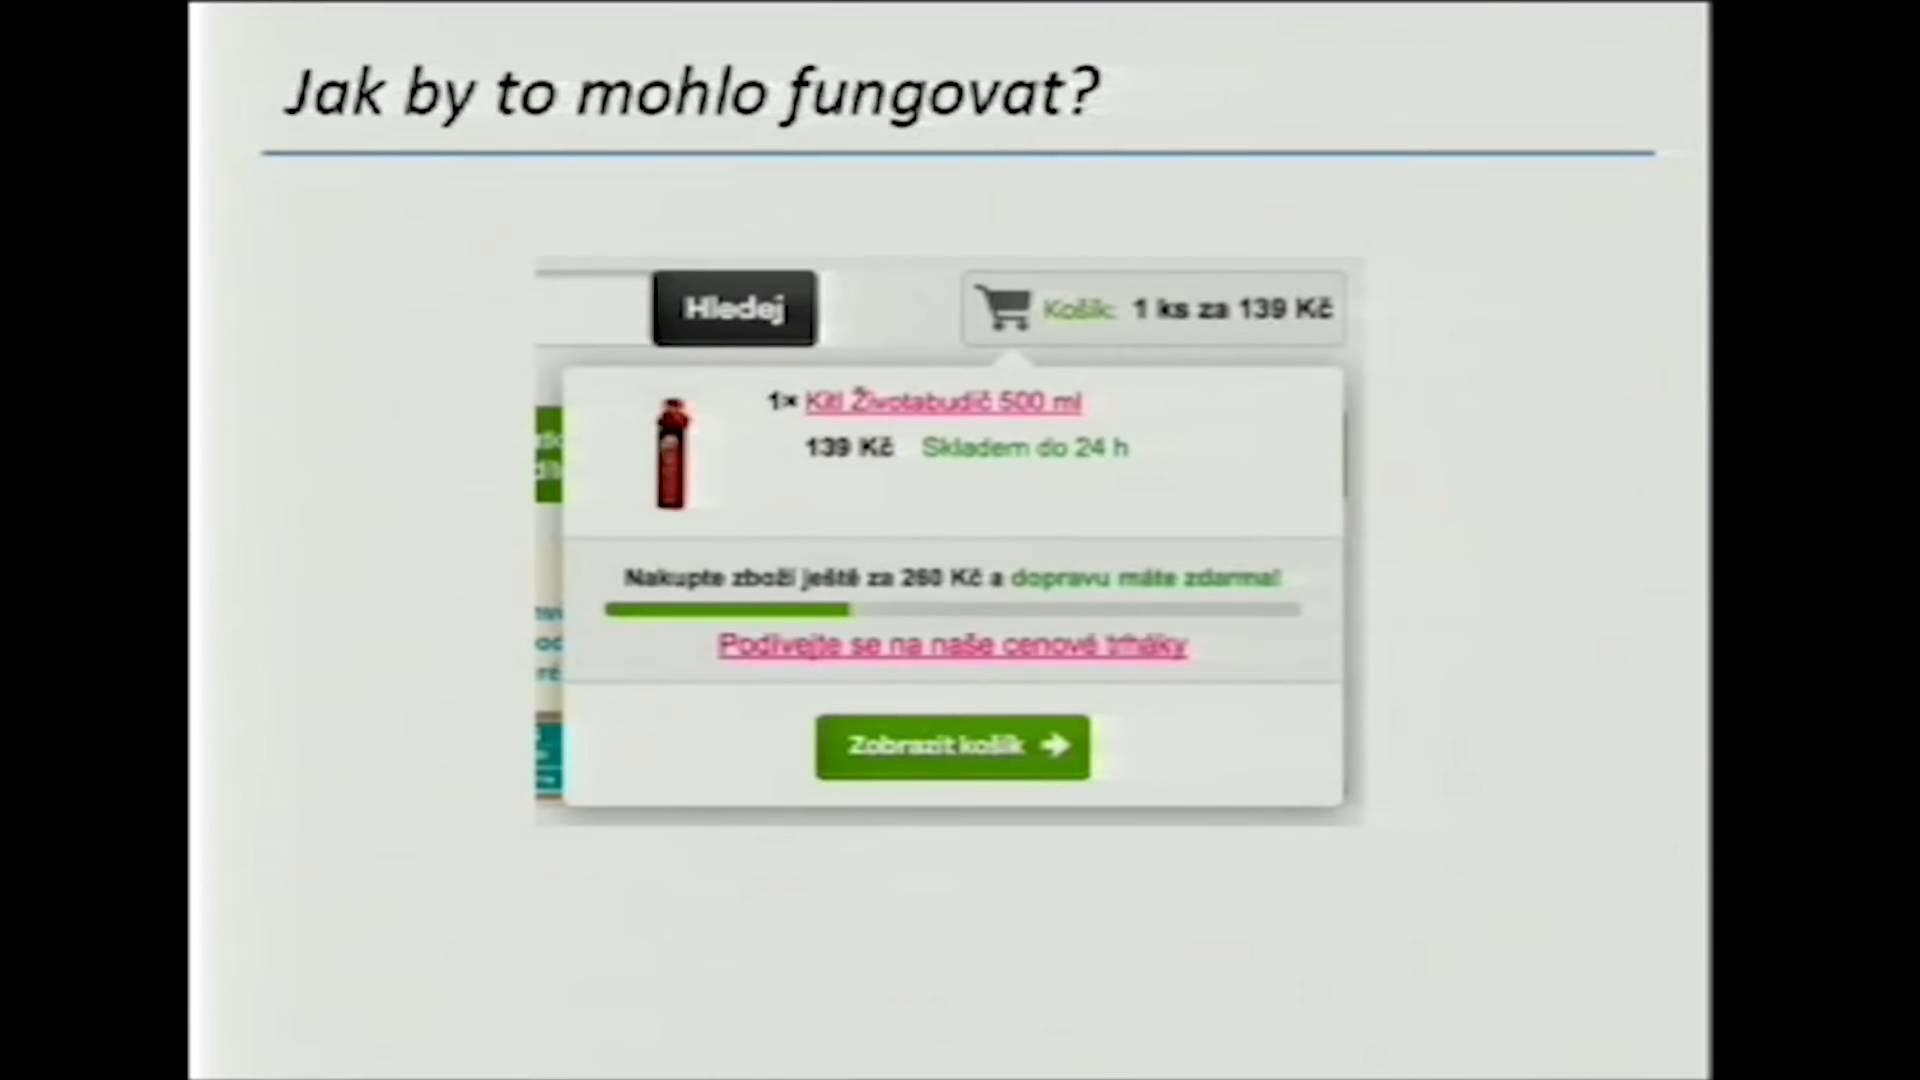 Jak by to mohlo fungovat?
Hledej
Košík: 1 ks za 139 Kč
1× Kitl Životabudič 500 ml
139 Kč Skladem do 24 h
Nakupte zboží ještě za 260 Kč a dopravu máte zdarma!
Podívejte se na naše cenové trháky
Zobrazit košík